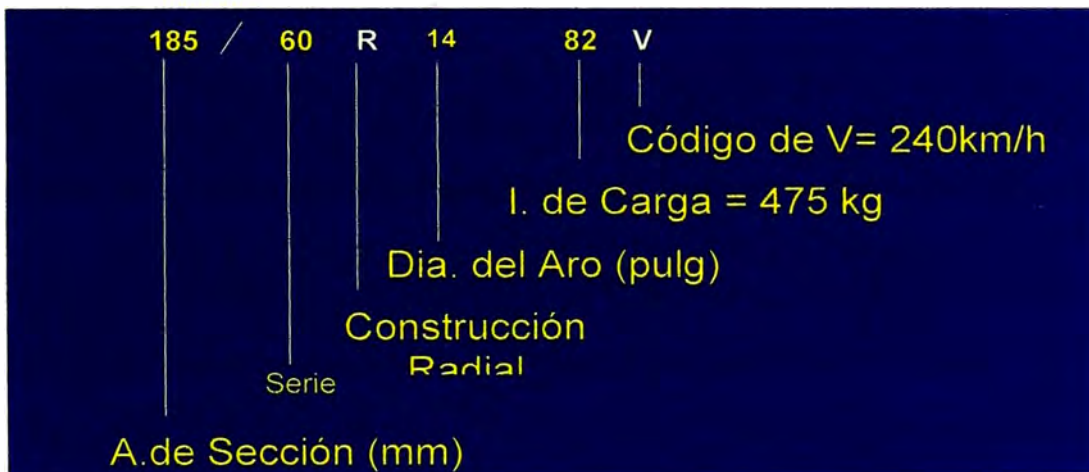 185 / 60 R 14 82 V
Código de V= 240km/h
I. de Carga = 475 kg
Dia. del Aro (pulg)
Construcción
Radial
Serie
A.de Sección (mm)